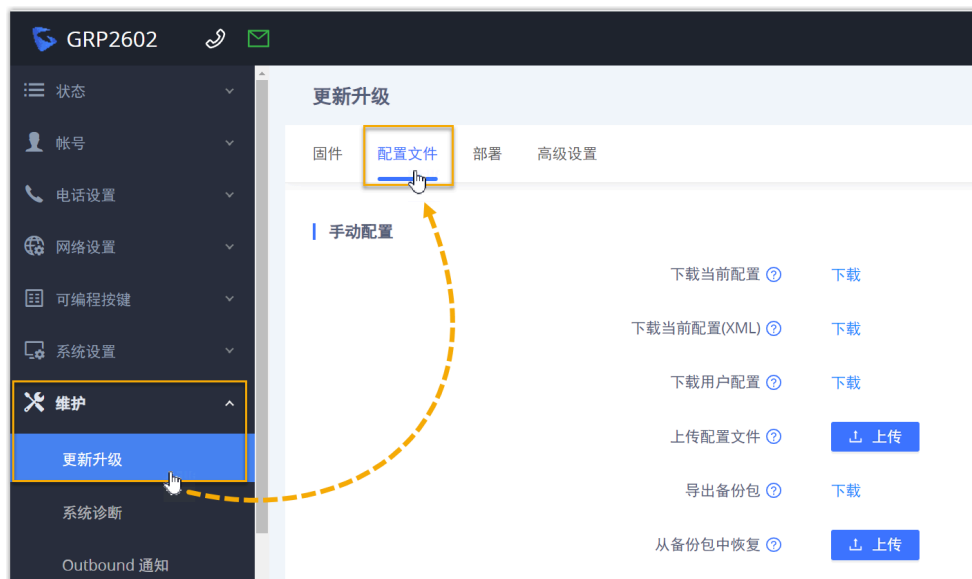 GRP2602
状态
帐号
电话设置
网络设置
可编程按键
系统设置
维护
更新升级
系统诊断
Outbound 通知
更新升级
固件 配置文件 部署 高级设置
手动配置
下载当前配置 ? 下载
下载当前配置(XML) ? 下载
下载用户配置 ? 下载
上传配置文件 ? 上传
导出备份包 ? 下载
从备份包中恢复 ? 上传